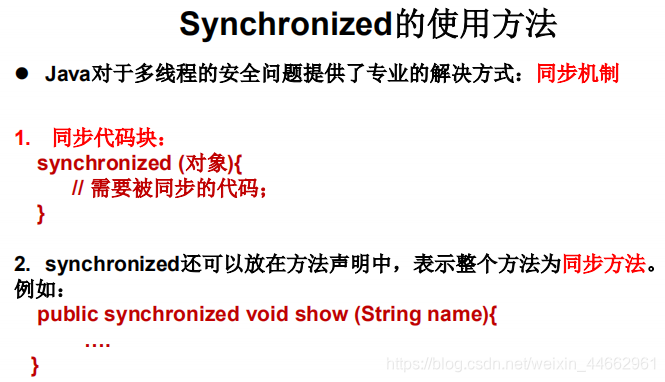 Synchronized的使用方法
● Java对于多线程的安全问题提供了专业的解决方式：同步机制
1. 同步代码块：
synchronized (对象){
// 需要被同步的代码；
}
2. synchronized还可以放在方法声明中，表示整个方法为同步方法。
例如：
public synchronized void show (String name){
….
}
https://blog.csdn.net/weixin_44662961